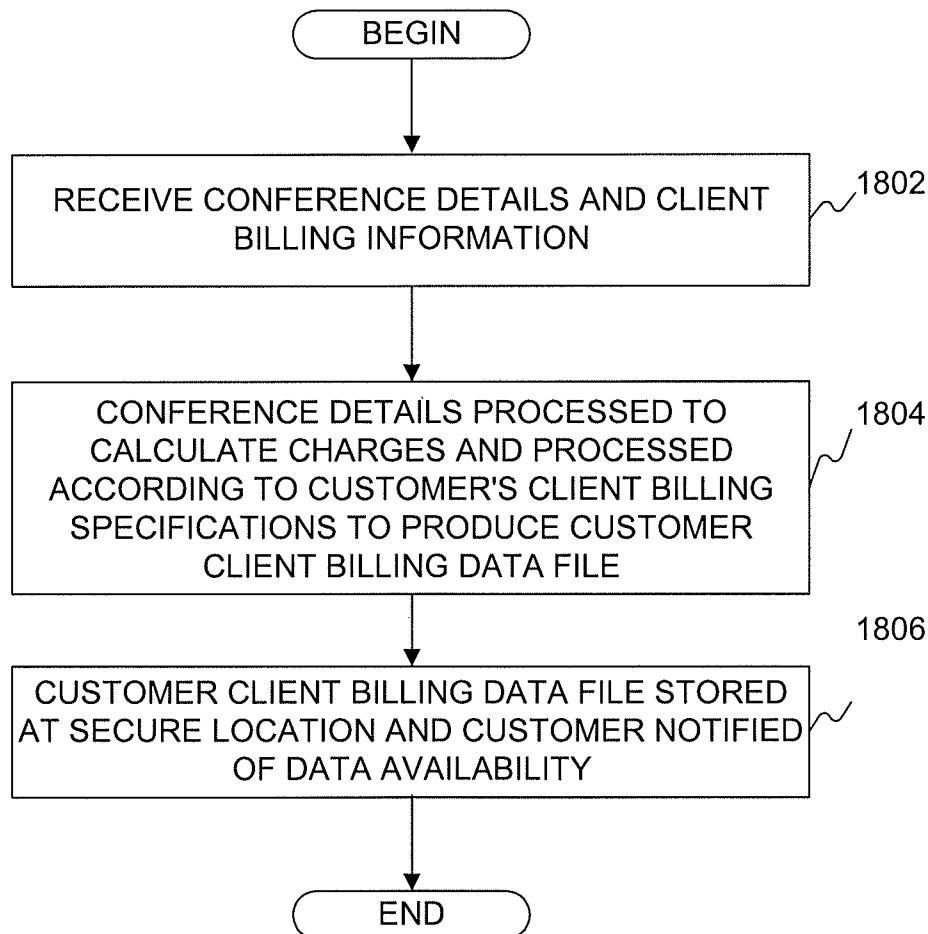 BEGIN
RECEIVE CONFERENCE DETAILS AND CLIENT
BILLING INFORMATION
1802
CONFERENCE DETAILS PROCESSED TO
CALCULATE CHARGES AND PROCESSED
ACCORDING TO CUSTOMER'S CLIENT BILLING
SPECIFICATIONS TO PRODUCE CUSTOMER
CLIENT BILLING DATA FILE
1804
CUSTOMER CLIENT BILLING DATA FILE STORED
AT SECURE LOCATION AND CUSTOMER NOTIFIED
OF DATA AVAILABILITY
1806
END